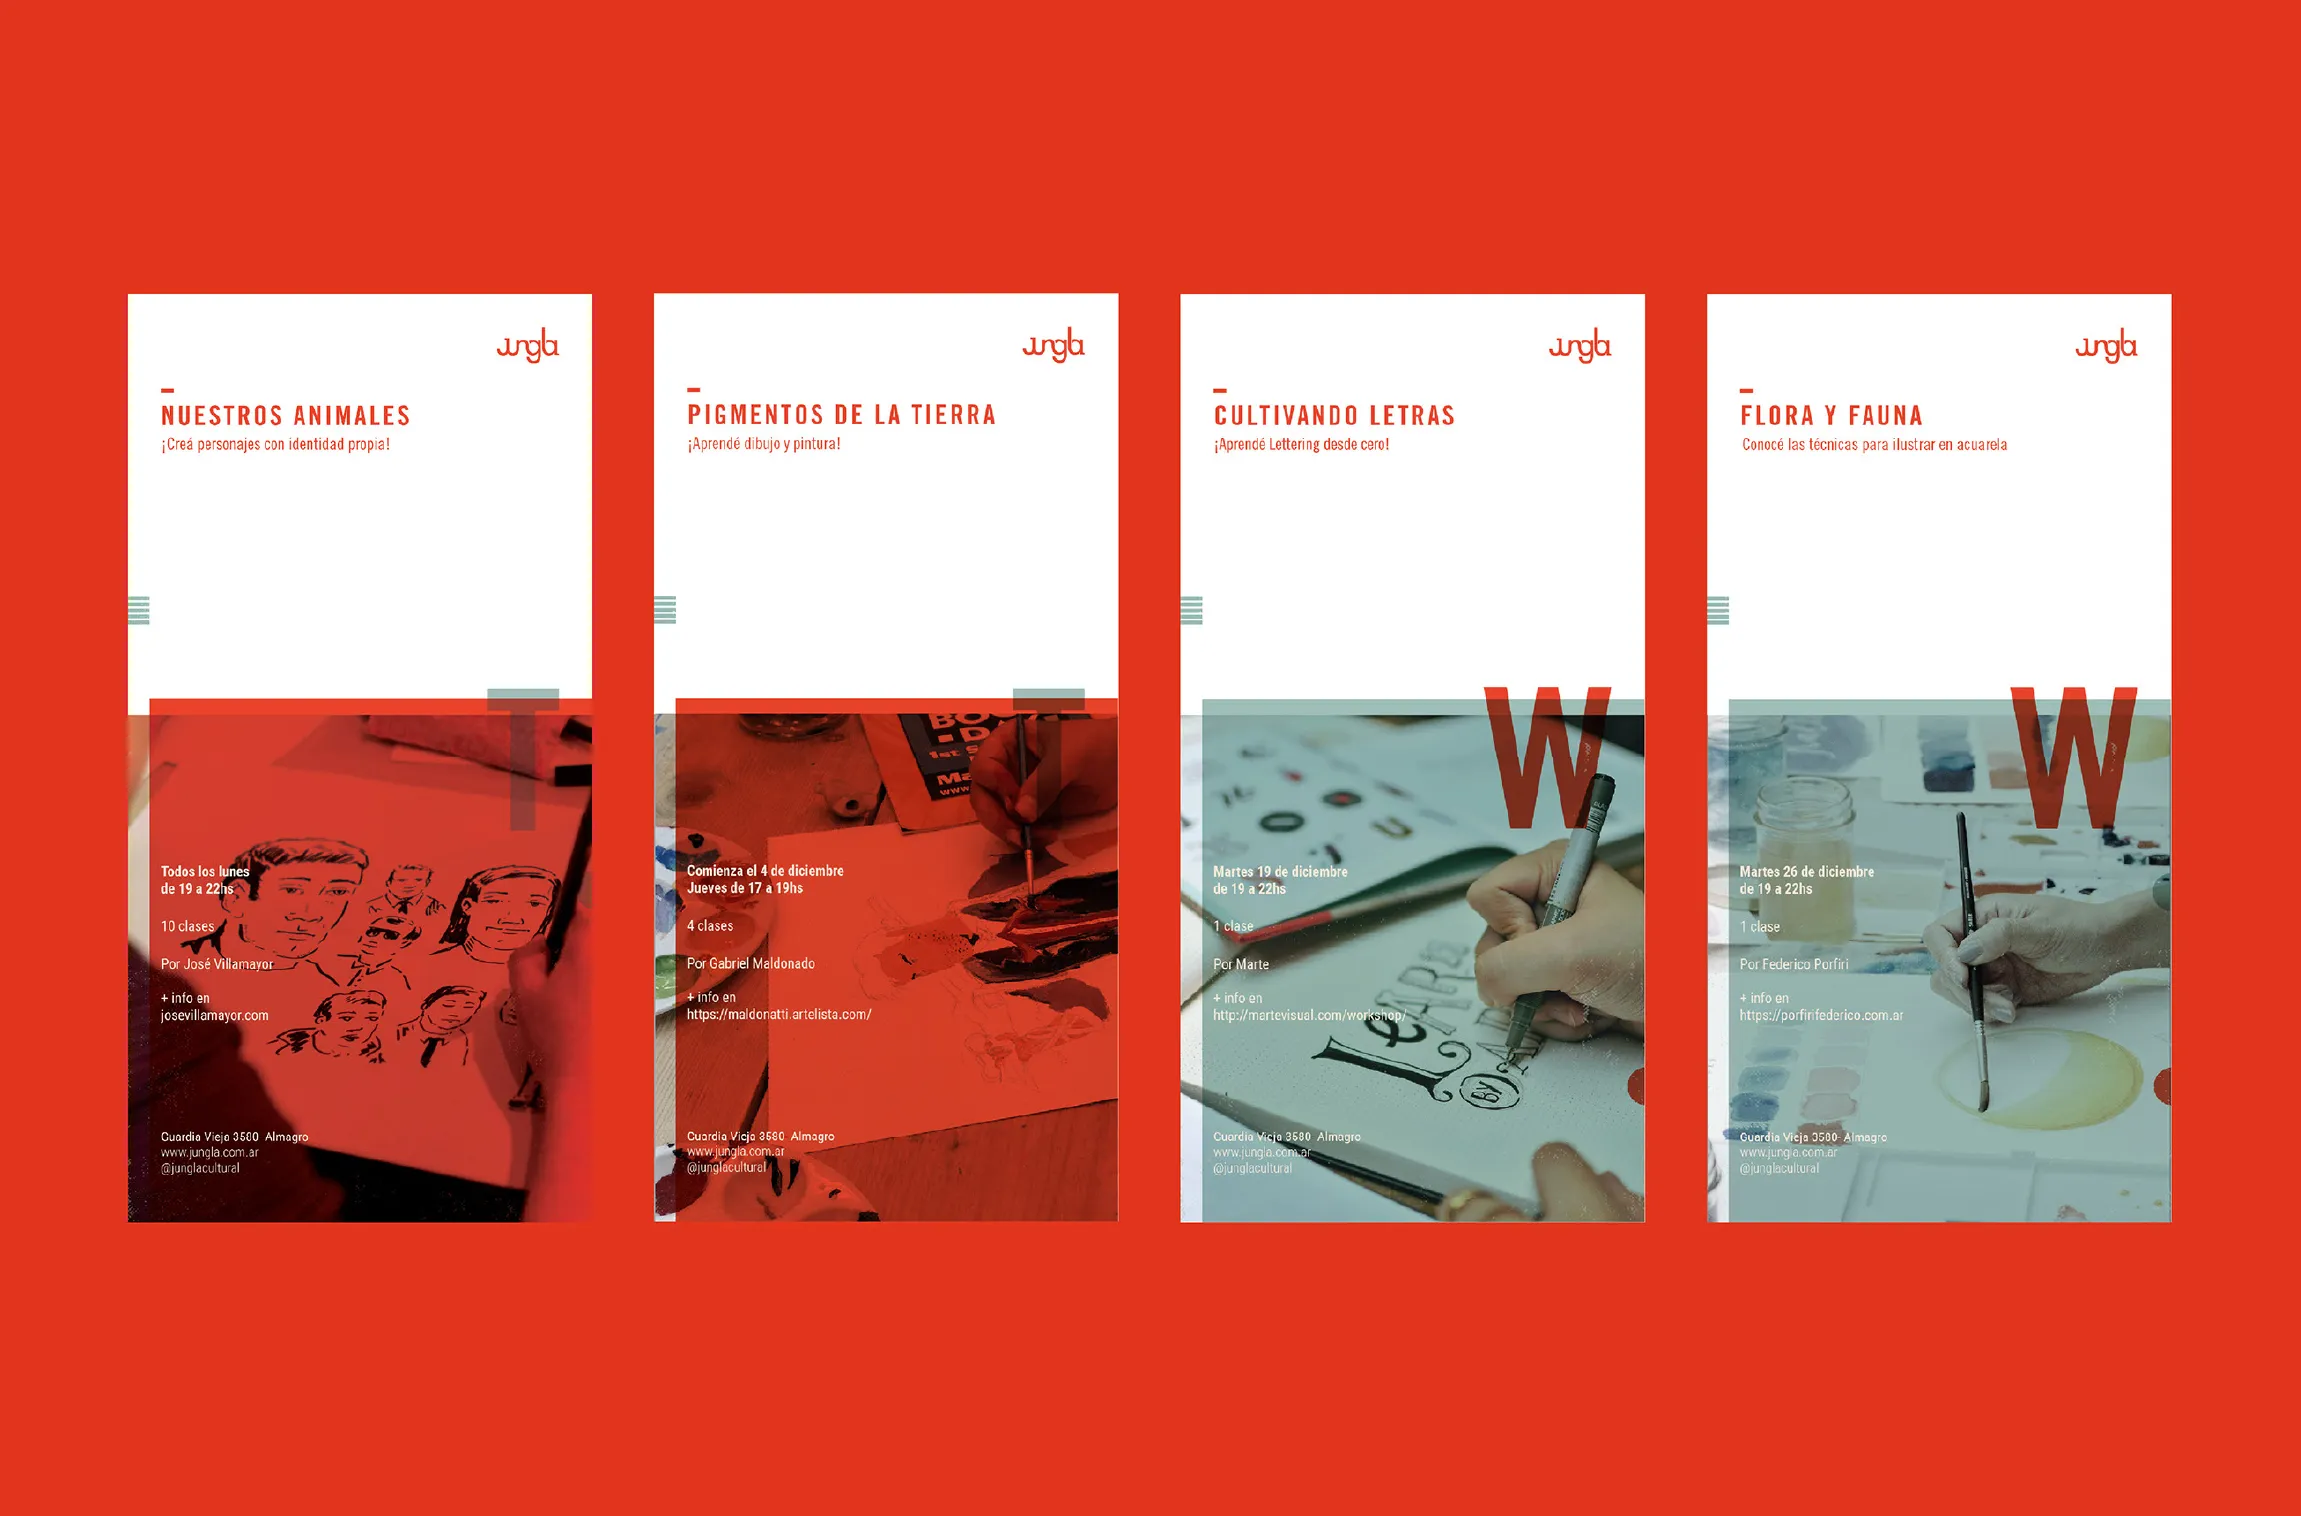 jungla
NUESTROS ANIMALES
¡Creá personajes con identidad propia!
T
Todos los lunes
de 19 a 22hs
10 clases
Por José Villamayor
+ info en
josevillamayor.com
Guardia Vieja 3580 Almagro
www.jungla.com.ar
@junglacultural
jungla
PIGMENTOS DE LA TIERRA
¡Aprendé dibujo y pintura!
T
BO
D
1st S
Ma
www
Comienza el 4 de diciembre
Jueves de 17 a 19hs
4 clases
Por Gabriel Maldonado
+ info en
https://maldonatti.artelista.com/
Guardia Vieja 3580 Almagro
www.jungla.com.ar
@junglacultural
jungla
CULTIVANDO LETRAS
¡Aprendé Lettering desde cero!
W
Martes 19 de diciembre
de 19 a 22hs
1 clase
Por Marte
+ info en
http://martevisual.com/workshop/
LEARN
BY
Guardia Vieja 3580 Almagro
www.jungla.com.ar
@junglacultural
jungla
FLORA Y FAUNA
Conocé las técnicas para ilustrar en acuarela
W
Martes 26 de diciembre
de 19 a 22hs
1 clase
Por Federico Porfiri
+ info en
https://porfirifederico.com.ar
Guardia Vieja 3580 Almagro
www.jungla.com.ar
@junglacultural